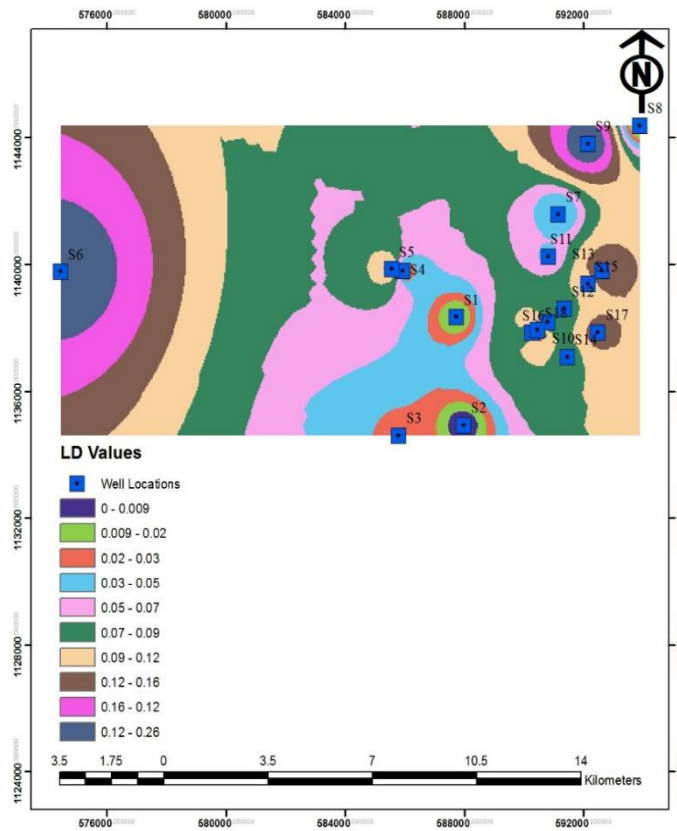 576000 580000 584000 588000 592000
N
S8
S9
1144000
S7
S11
S13
S5
S6
S4
S15
1140000
S12
S1
S16
S18
S17
S10
S14
1136000
S3
S2
LD Values
Well Locations
0 - 0.009
1132000
0.009 - 0.02
0.02 - 0.03
0.03 - 0.05
0.05 - 0.07
0.07 - 0.09
1128000
0.09 - 0.12
0.12 - 0.16
0.16 - 0.12
0.12 - 0.26
3.5 1.75 0 3.5 7 10.5 14
Kilometers
1124000
576000 580000 584000 588000 592000